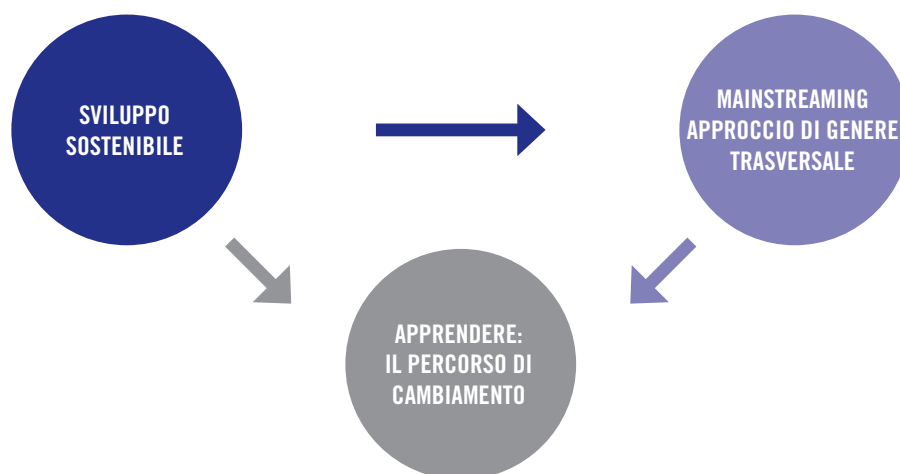 SVILUPPO
SOSTENIBILE
MAINSTREAMING
APPROCCIO DI GENERE
TRASVERSALE
APPRENDERE:
IL PERCORSO DI
CAMBIAMENTO